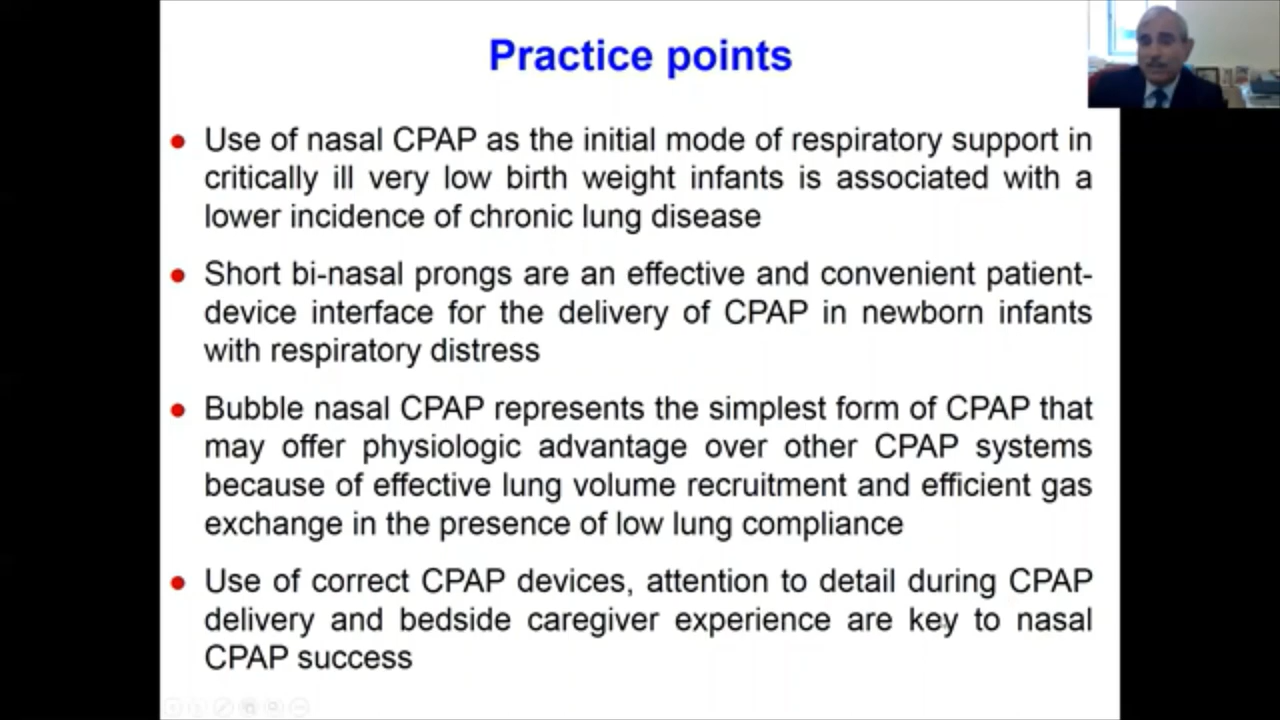 Practice points
● Use of nasal CPAP as the initial mode of respiratory support in
critically ill very low birth weight infants is associated with a
lower incidence of chronic lung disease
● Short bi-nasal prongs are an effective and convenient patient-
device interface for the delivery of CPAP in newborn infants
with respiratory distress
● Bubble nasal CPAP represents the simplest form of CPAP that
may offer physiologic advantage over other CPAP systems
because of effective lung volume recruitment and efficient gas
exchange in the presence of low lung compliance
● Use of correct CPAP devices, attention to detail during CPAP
delivery and bedside caregiver experience are key to nasal
CPAP success